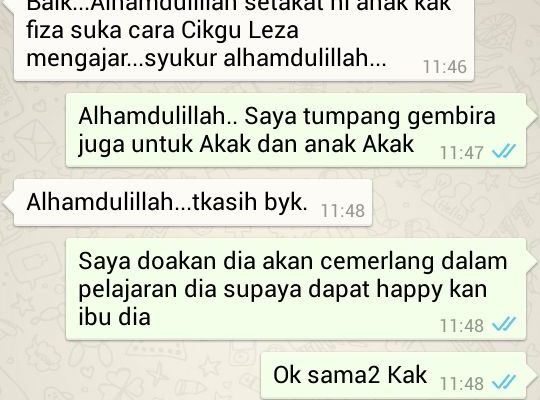 Baik...Alhamdulillah setakat ni anak kak
fiza suka cara Cikgu Leza
mengajar...syukur alhamdulillah...
11:46
Alhamdulillah.. Saya tumpang gembira
juga untuk Akak dan anak Akak
11:47
Alhamdulillah...tkasih byk.
11:48
Saya doakan dia akan cemerlang dalam
pelajaran dia supaya dapat happy kan
ibu dia
11:48
Ok sama2 Kak
11:48